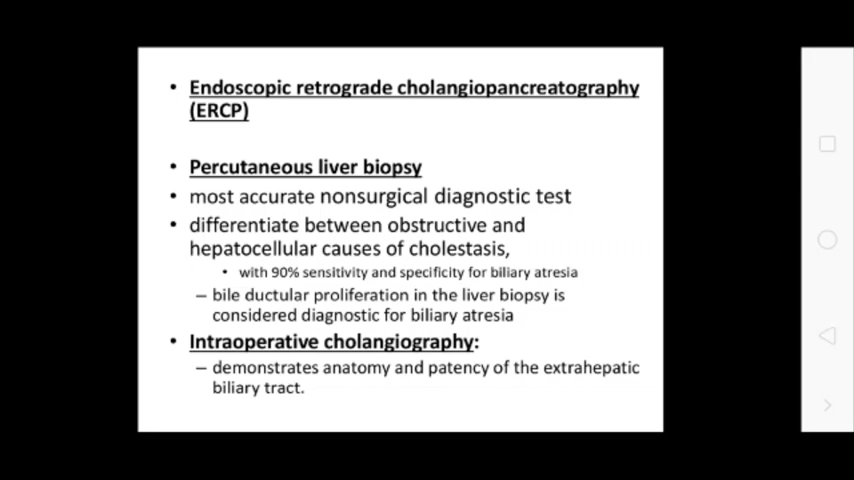 • Endoscopic retrograde cholangiopancreatography
(ERCP)
• Percutaneous liver biopsy
• most accurate nonsurgical diagnostic test
• differentiate between obstructive and
hepatocellular causes of cholestasis,
• with 90% sensitivity and specificity for biliary atresia
– bile ductular proliferation in the liver biopsy is
considered diagnostic for biliary atresia
• Intraoperative cholangiography:
– demonstrates anatomy and patency of the extrahepatic
biliary tract.